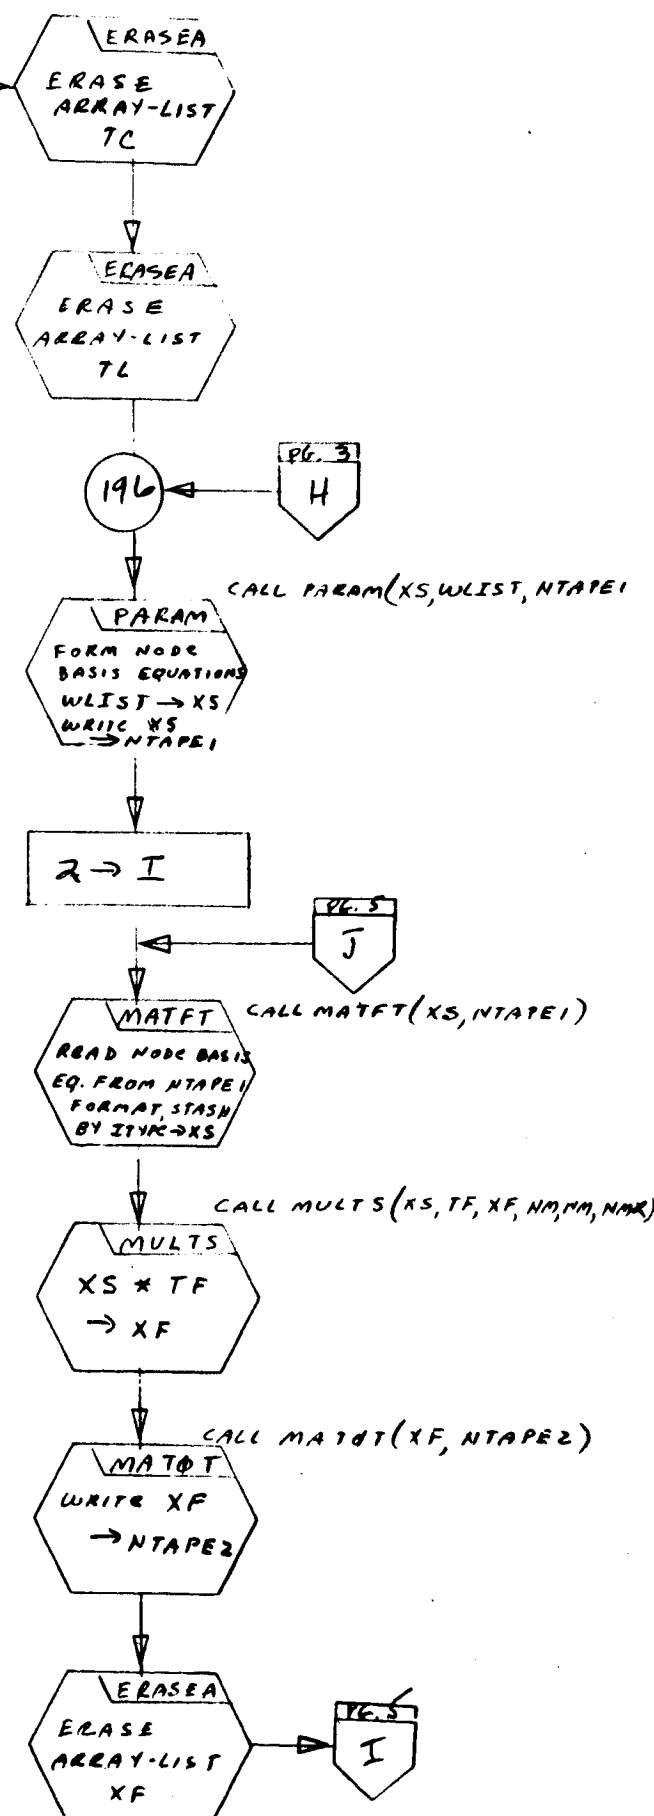 ERASEA
ERASE
ARRAY-LIST
TC
ERASEA
ERASE
ARRAY-LIST
TL
196
PG. 3
H
CALL PARAM(XS,WLIST, NTAPE1
PARAM
FORM NODE
BASIS EQUATIONS
WLIST → XS
WRITE XS
→ NTAPE1
2 → I
PG. 5
J
CALL MATFT(XS,NTAPE1)
MATFT
READ NODE BASIS
EQ. FROM NTAPE1
FORMAT, STASH
BY ITYPE → XS
CALL MULTS(XS, TF, XF, NM,NM, NMR)
MULTS
XS * TF
→ XF
CALL MATØT(XF, NTAPE2)
MATØT
WRITE XF
→ NTAPE2
ERASEA
ERASE
ARRAY-LIST
XF
PG. 5
I